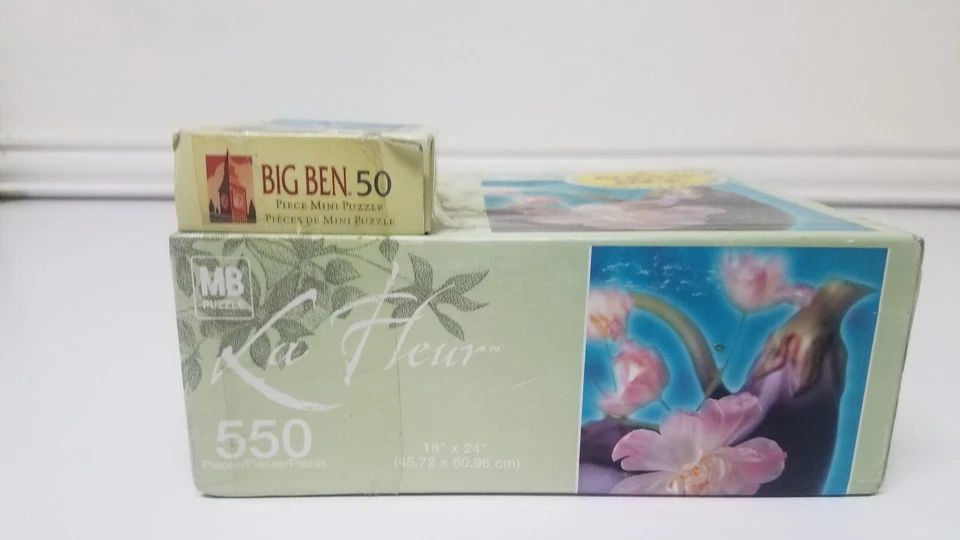 BIG BEN® 50
PIECE MINI PUZZLE
PIÈCES DE MINI PUZZLE
MB
PUZZLE
La Fleur™
550
Pieces/Pièces/Piezas
18" x 24"
(45.72 x 60.96 cm)